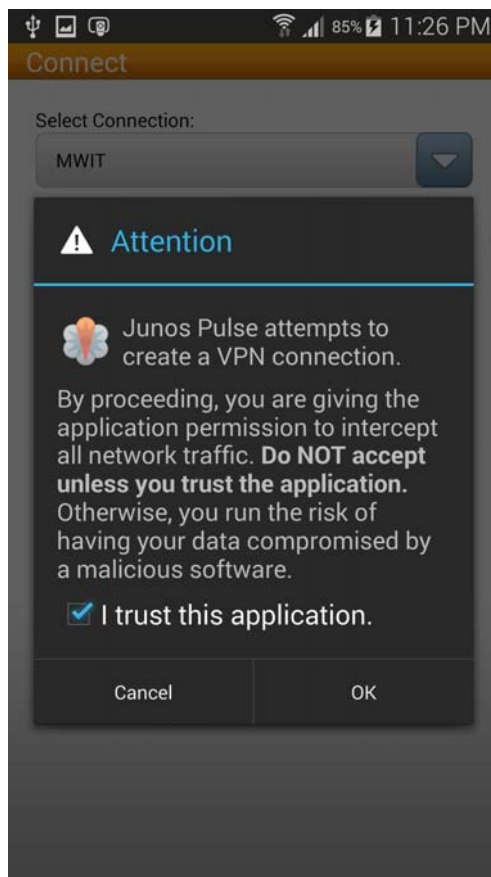 85% 11:26 PM
Connect
Select Connection:
MWIT
Attention
Junos Pulse attempts to
create a VPN connection.
By proceeding, you are giving the
application permission to intercept
all network traffic. Do NOT accept
unless you trust the application.
Otherwise, you run the risk of
having your data compromised by
a malicious software.
I trust this application.
Cancel OK